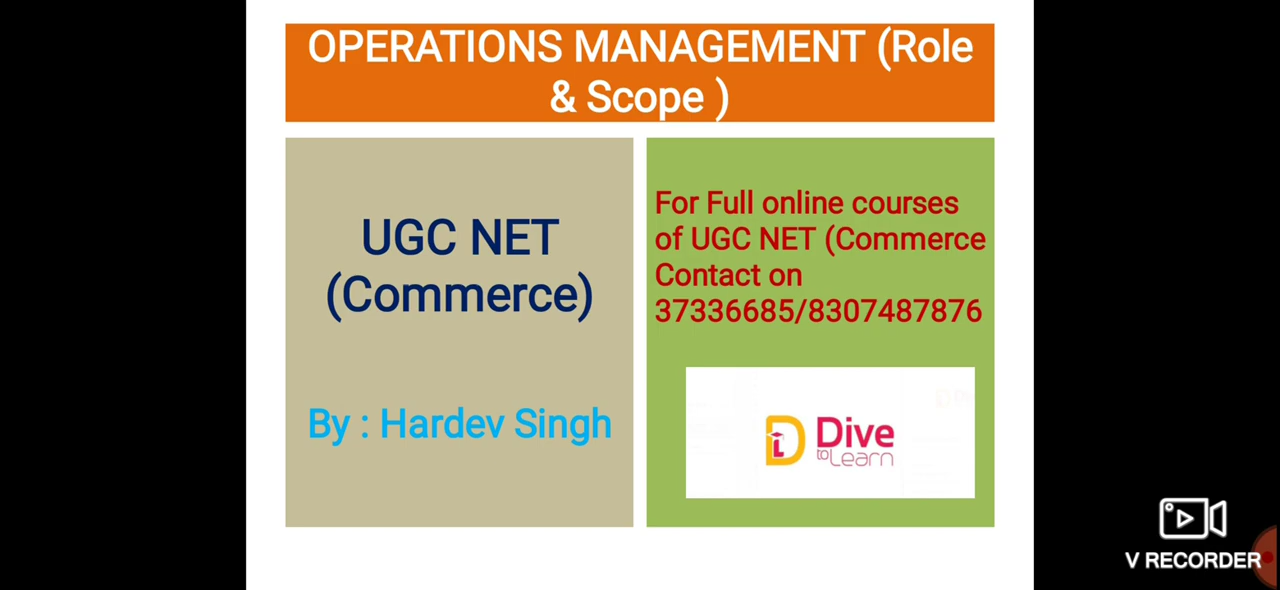 OPERATIONS MANAGEMENT (Role
& Scope )
UGC NET
(Commerce)
By : Hardev Singh
For Full online courses
of UGC NET (Commerce
Contact on
37336685/8307487876
Dive
to Learn
V RECORDER